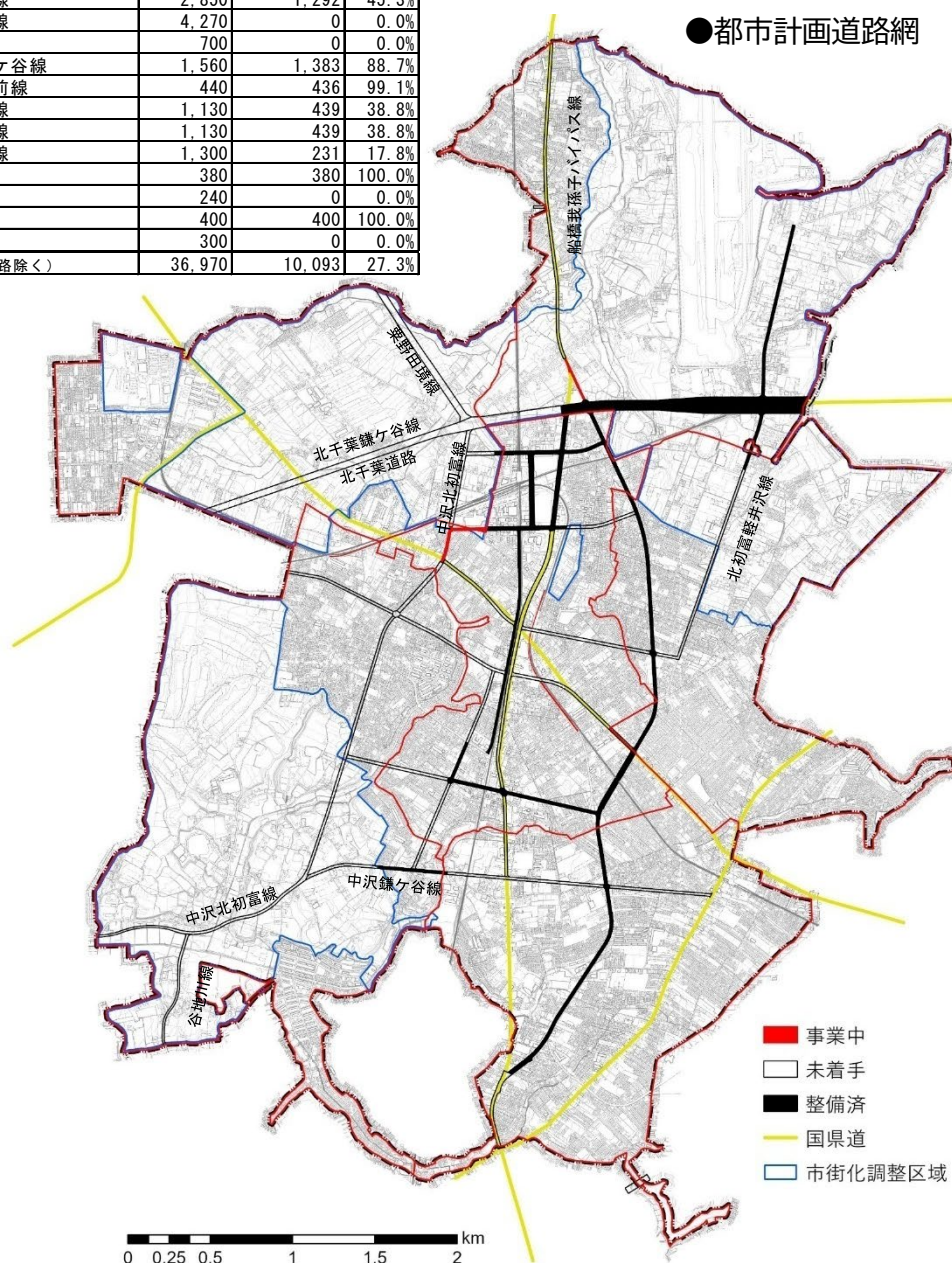 線 2,850 1,292 45.3%
線 4,270 0 0.0%
700 0 0.0%
ケ谷線 1,560 1,383 88.7%
前線 440 436 99.1%
線 1,130 439 38.8%
線 1,130 439 38.8%
線 1,300 231 17.8%
380 380 100.0%
240 0 0.0%
400 400 100.0%
300 0 0.0%
路除く) 36,970 10,093 27.3%
●都市計画道路網
船橋我孫子バイパス線
粟野田境線
北千葉鎌ケ谷線
北千葉道路
中沢北初富線
北初富軽井沢線
中沢鎌ケ谷線
中沢北初富線
谷地川線
事業中
未着手
整備済
国県道
市街化調整区域
km
0 0.25 0.5 1 1.5 2